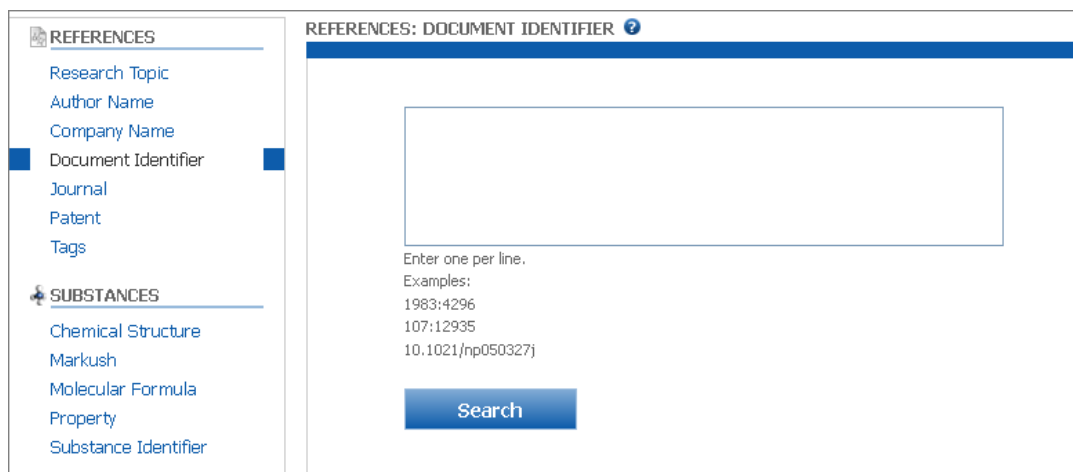 REFERENCES
Research Topic
Author Name
Company Name
Document Identifier
Journal
Patent
Tags
SUBSTANCES
Chemical Structure
Markush
Molecular Formula
Property
Substance Identifier
REFERENCES: DOCUMENT IDENTIFIER ?
Enter one per line.
Examples:
1983:4296
107:12935
10.1021/np050327j
Search